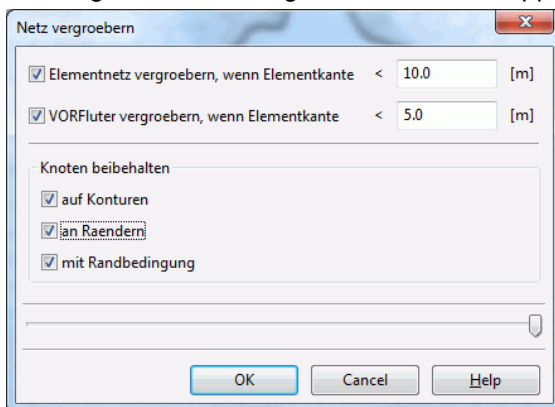 Netz vergroebern
Elementnetz vergroebern, wenn Elementkante < 10.0 [m]
VORFluter vergroebern, wenn Elementkante < 5.0 [m]
Knoten beibehalten
auf Konturen
an Raendern
mit Randbedingung
OK Cancel Help